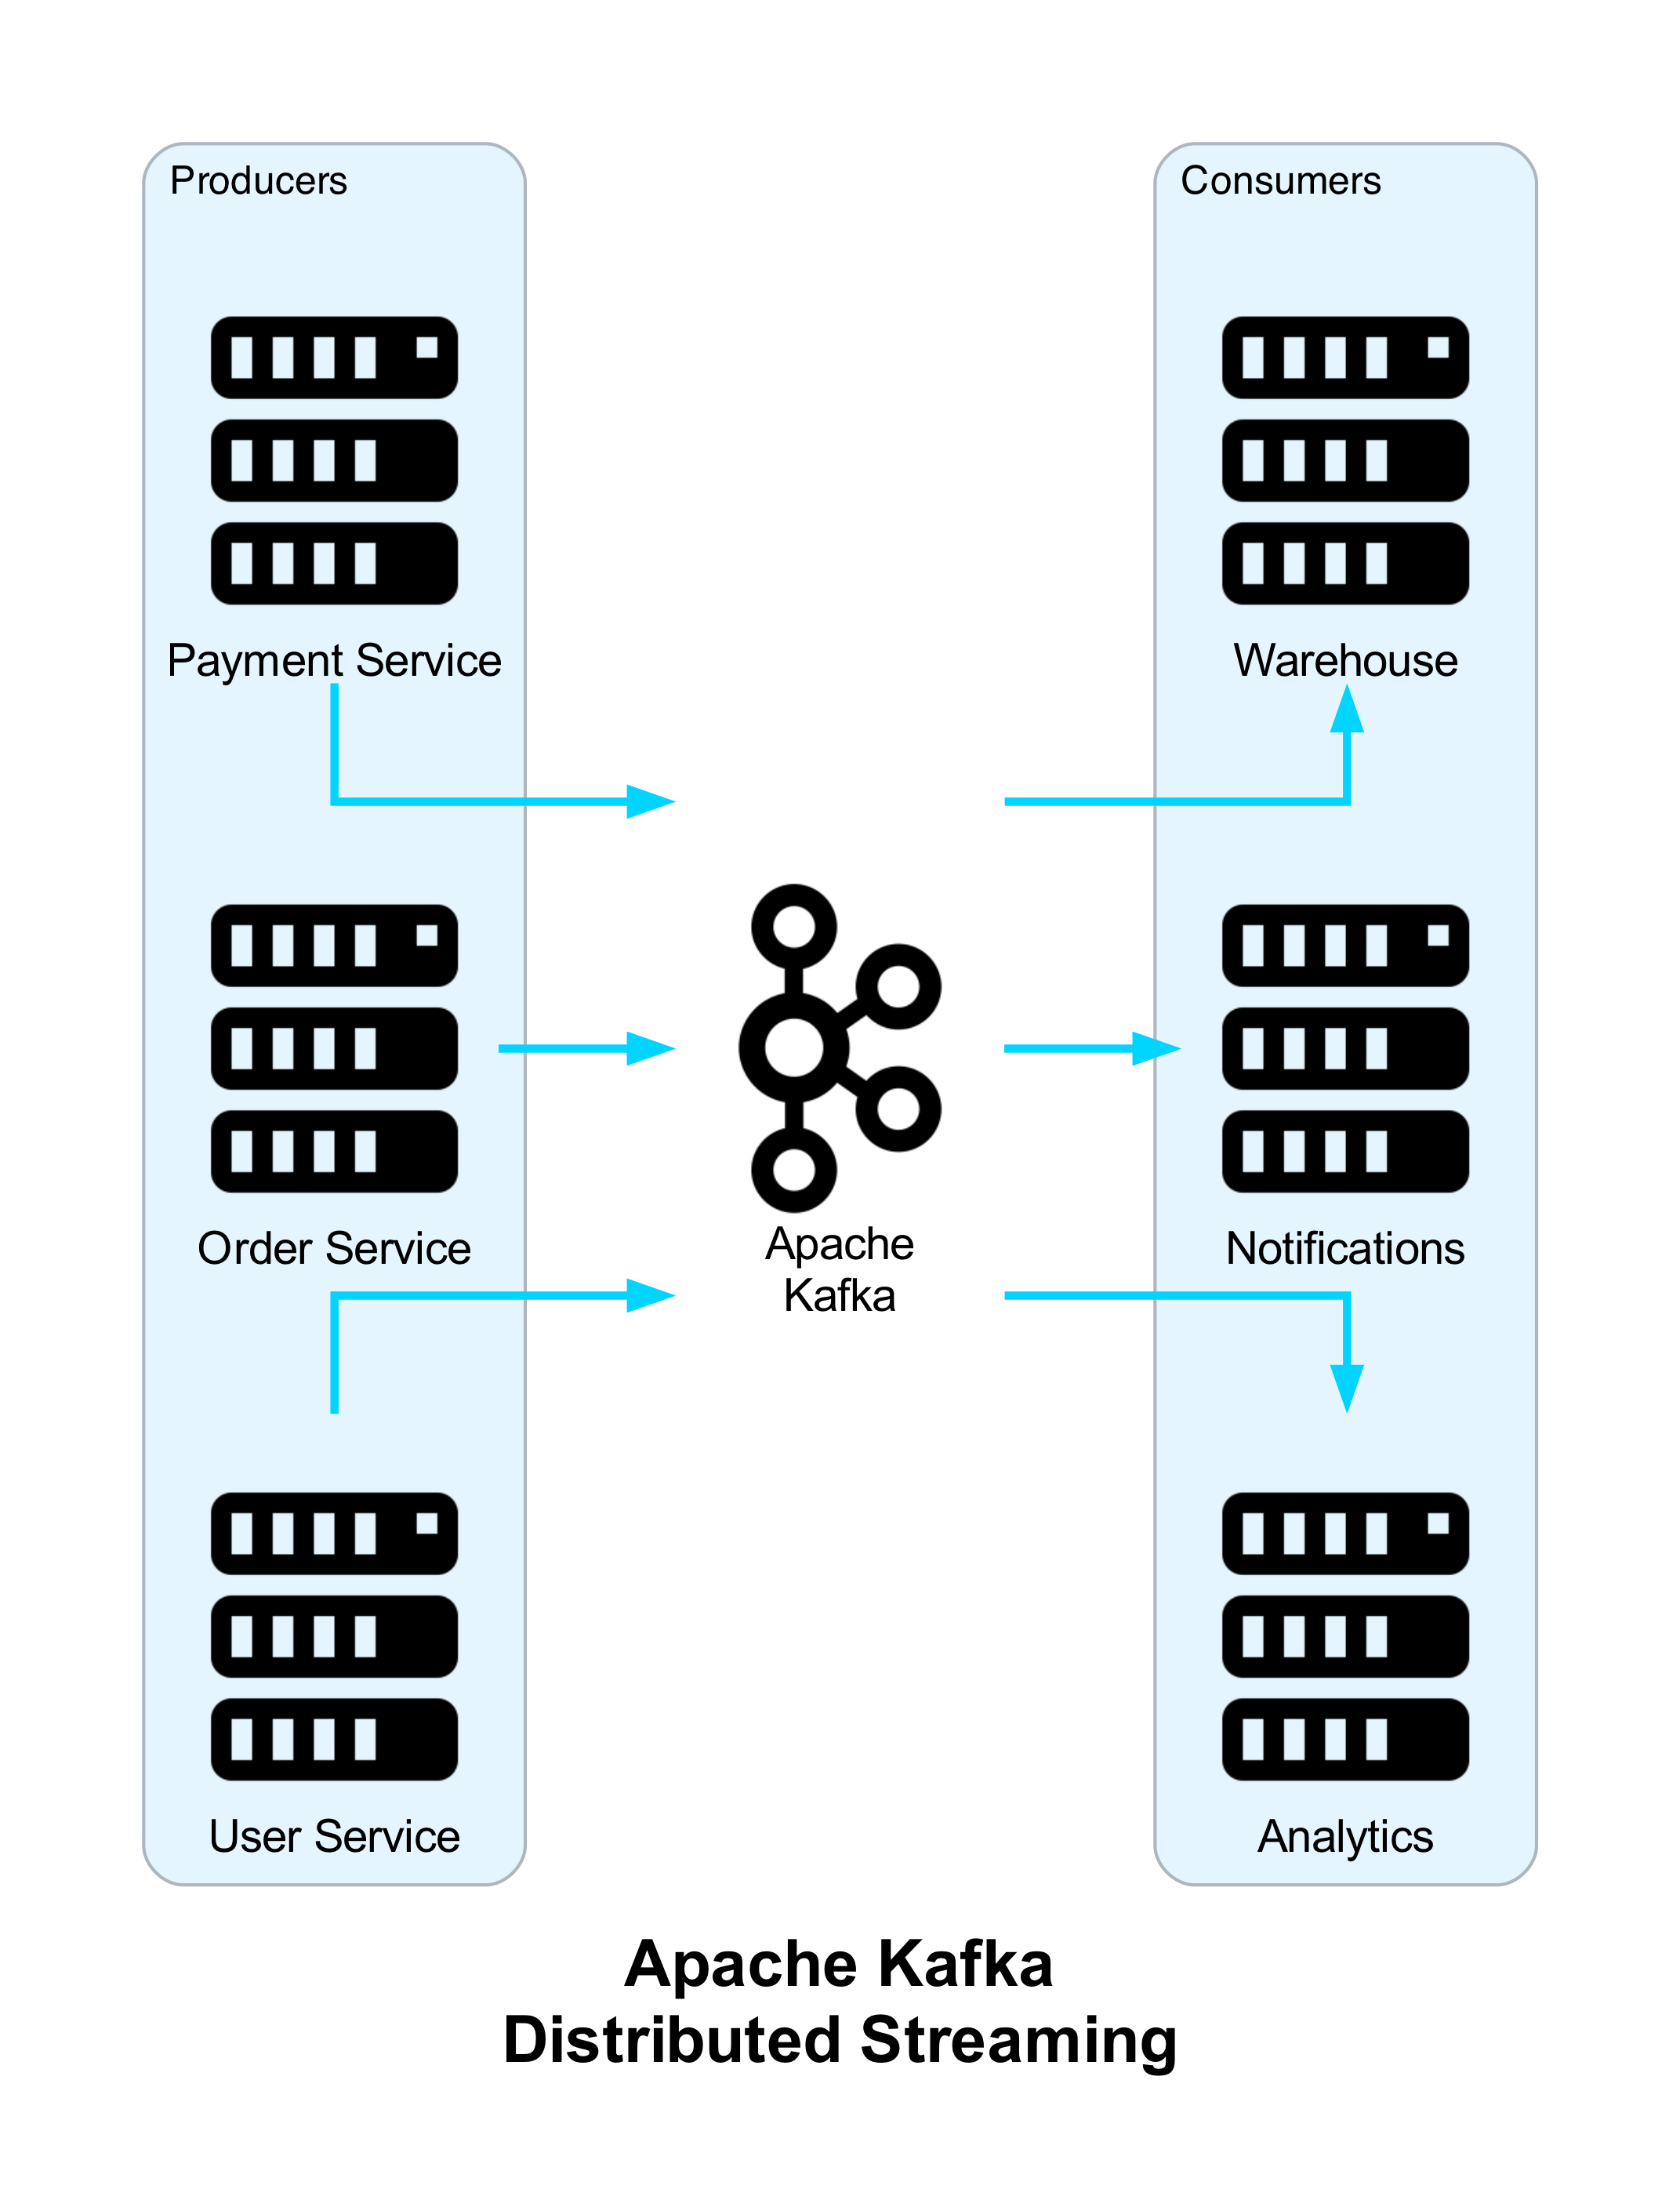 Producers
Payment Service
Order Service
User Service
Apache
Kafka
Consumers
Warehouse
Notifications
Analytics
Apache Kafka
Distributed Streaming